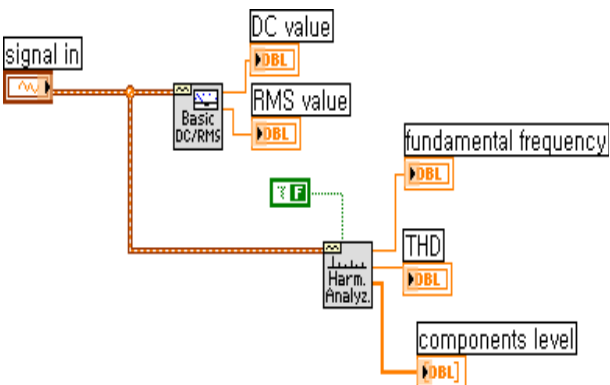 DC value
signal in
DBL
RMS value
Basic
DC/RMS
DBL
fundamental frequency
DBL
F
THD
Harm.
Analyz.
DBL
components level
DBL